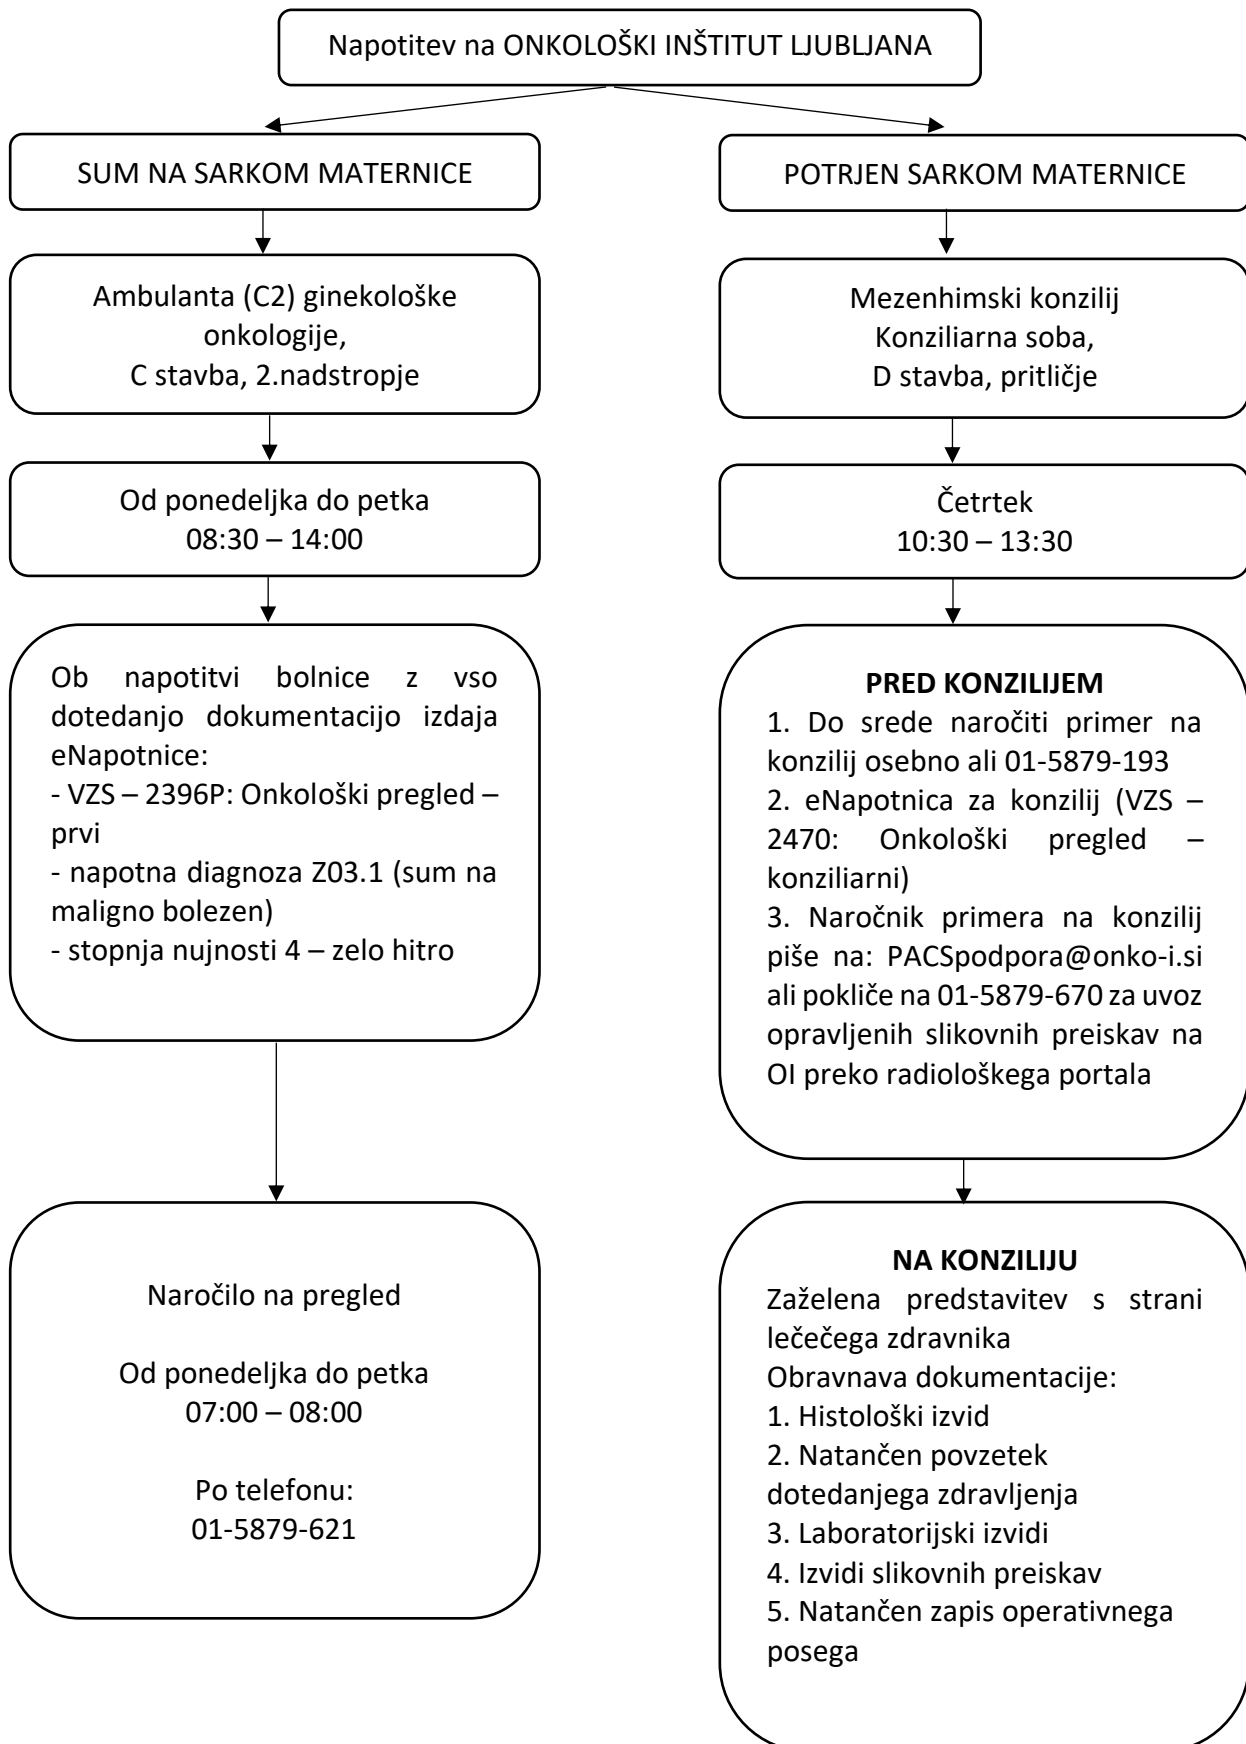 Napotitev na ONKOLOŠKI INŠTITUT LJUBLJANA
SUM NA SARKOM MATERNICE
Ambulanta (C2) ginekološke
onkologije,
C stavba, 2.nadstropje
Od ponedeljka do petka
08:30 – 14:00
Ob napotitvi bolnice z vso
dotedanjo dokumentacijo izdaja
eNapotnice:
- VZS – 2396P: Onkološki pregled –
prvi
- napotna diagnoza Z03.1 (sum na
maligno bolezen)
- stopnja nujnosti 4 – zelo hitro
Naročilo na pregled
Od ponedeljka do petka
07:00 – 08:00
Po telefonu:
01-5879-621
POTRJEN SARKOM MATERNICE
Mezenhimski konzilij
Konziliarna soba,
D stavba, pritličje
Četrtek
10:30 – 13:30
PRED KONZILIJEM
1. Do srede naročiti primer na
konzilij osebno ali 01-5879-193
2. eNapotnica za konzilij (VZS –
2470: Onkološki pregled –
konziliarni)
3. Naročnik primera na konzilij
piše na: PACSpodpora@onko-i.si
ali pokliče na 01-5879-670 za uvoz
opravljenih slikovnih preiskav na
OI preko radiološkega portala
NA KONZILIJU
Zaželena predstavitev s strani
lečečega zdravnika
Obravnava dokumentacije:
1. Histološki izvid
2. Natančen povzetek
dotedanjega zdravljenja
3. Laboratorijski izvidi
4. Izvidi slikovnih preiskav
5. Natančen zapis operativnega
posega